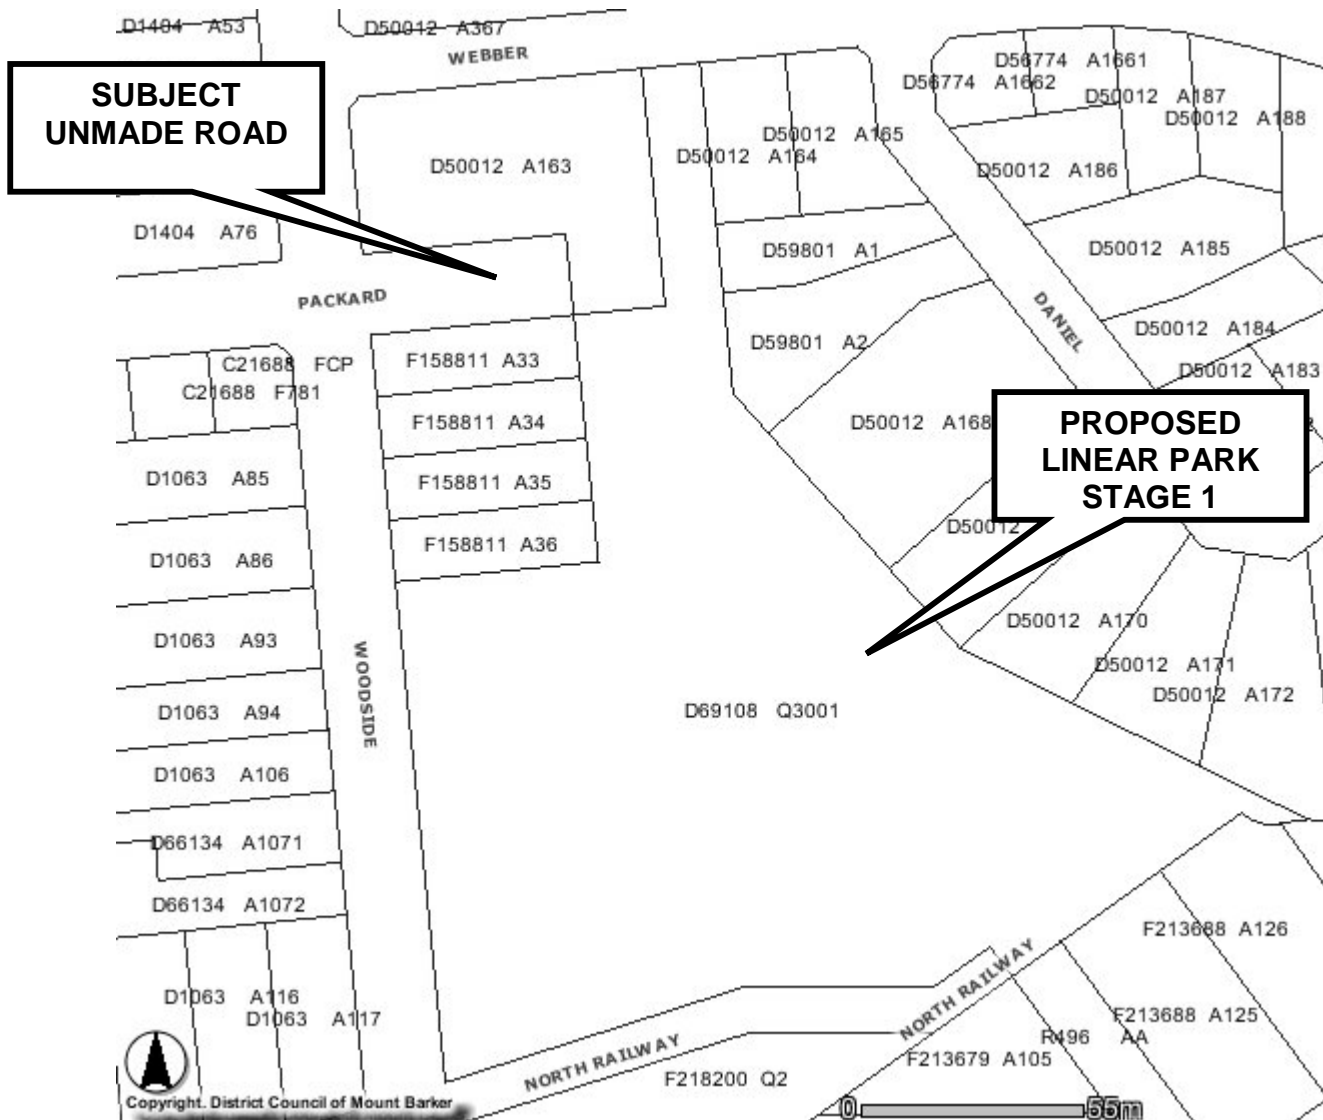 D1404 A53
D50012 A367
WEBBER
D56774 A1661
D56774 A1662
D50012 A187
D50012 A188
SUBJECT
UNMADE ROAD
D50012 A165
D50012 A164
D50012 A163
D50012 A186
D1404 A76
D59801 A1
D50012 A185
PACKARD
DANIEL
D50012 A184
D59801 A2
C21688 FCP
F158811 A33
D50012 A183
C21688 F781
F158811 A34
D50012 A168
PROPOSED
LINEAR PARK
STAGE 1
D1063 A85
F158811 A35
D50012
F158811 A36
D1063 A86
D50012 A170
D1063 A93
D50012 A171
D50012 A172
WOODSIDE
D1063 A94
D69108 Q3001
D1063 A106
D66134 A1071
D66134 A1072
F213688 A126
D1063 A116
D1063 A117
NORTH RAILWAY
F213688 A125
R496 AA
NORTH RAILWAY
F213679 A105
F218200 Q2
Copyright. District Council of Mount Barker
0 55m